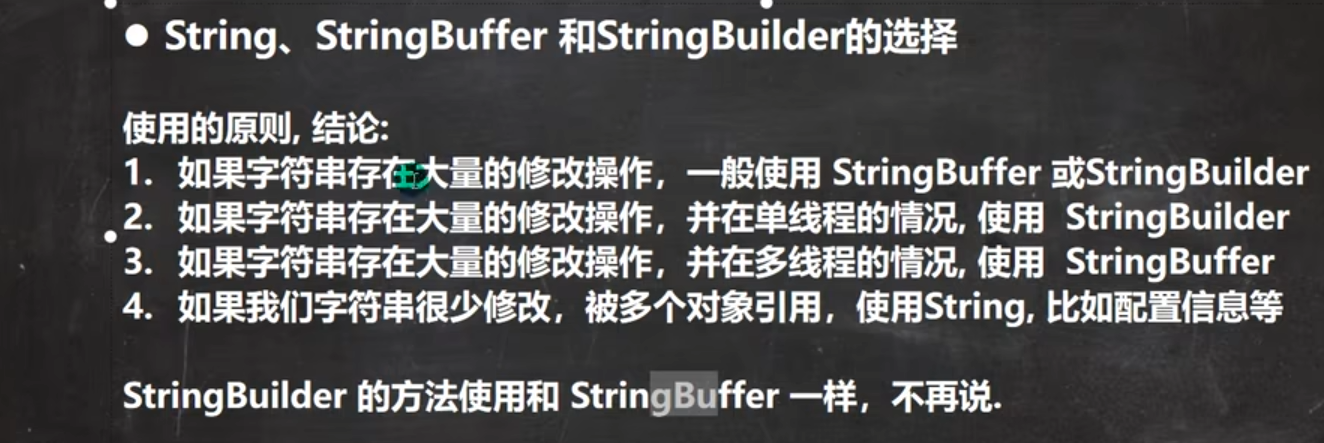 ● String、StringBuffer 和StringBuilder的选择
使用的原则, 结论:
1. 如果字符串存在大量的修改操作，一般使用 StringBuffer 或StringBuilder
2. 如果字符串存在大量的修改操作，并在单线程的情况, 使用 StringBuilder
3. 如果字符串存在大量的修改操作，并在多线程的情况, 使用 StringBuffer
4. 如果我们字符串很少修改，被多个对象引用，使用String, 比如配置信息等
StringBuilder 的方法使用和 StringBuffer 一样，不再说.